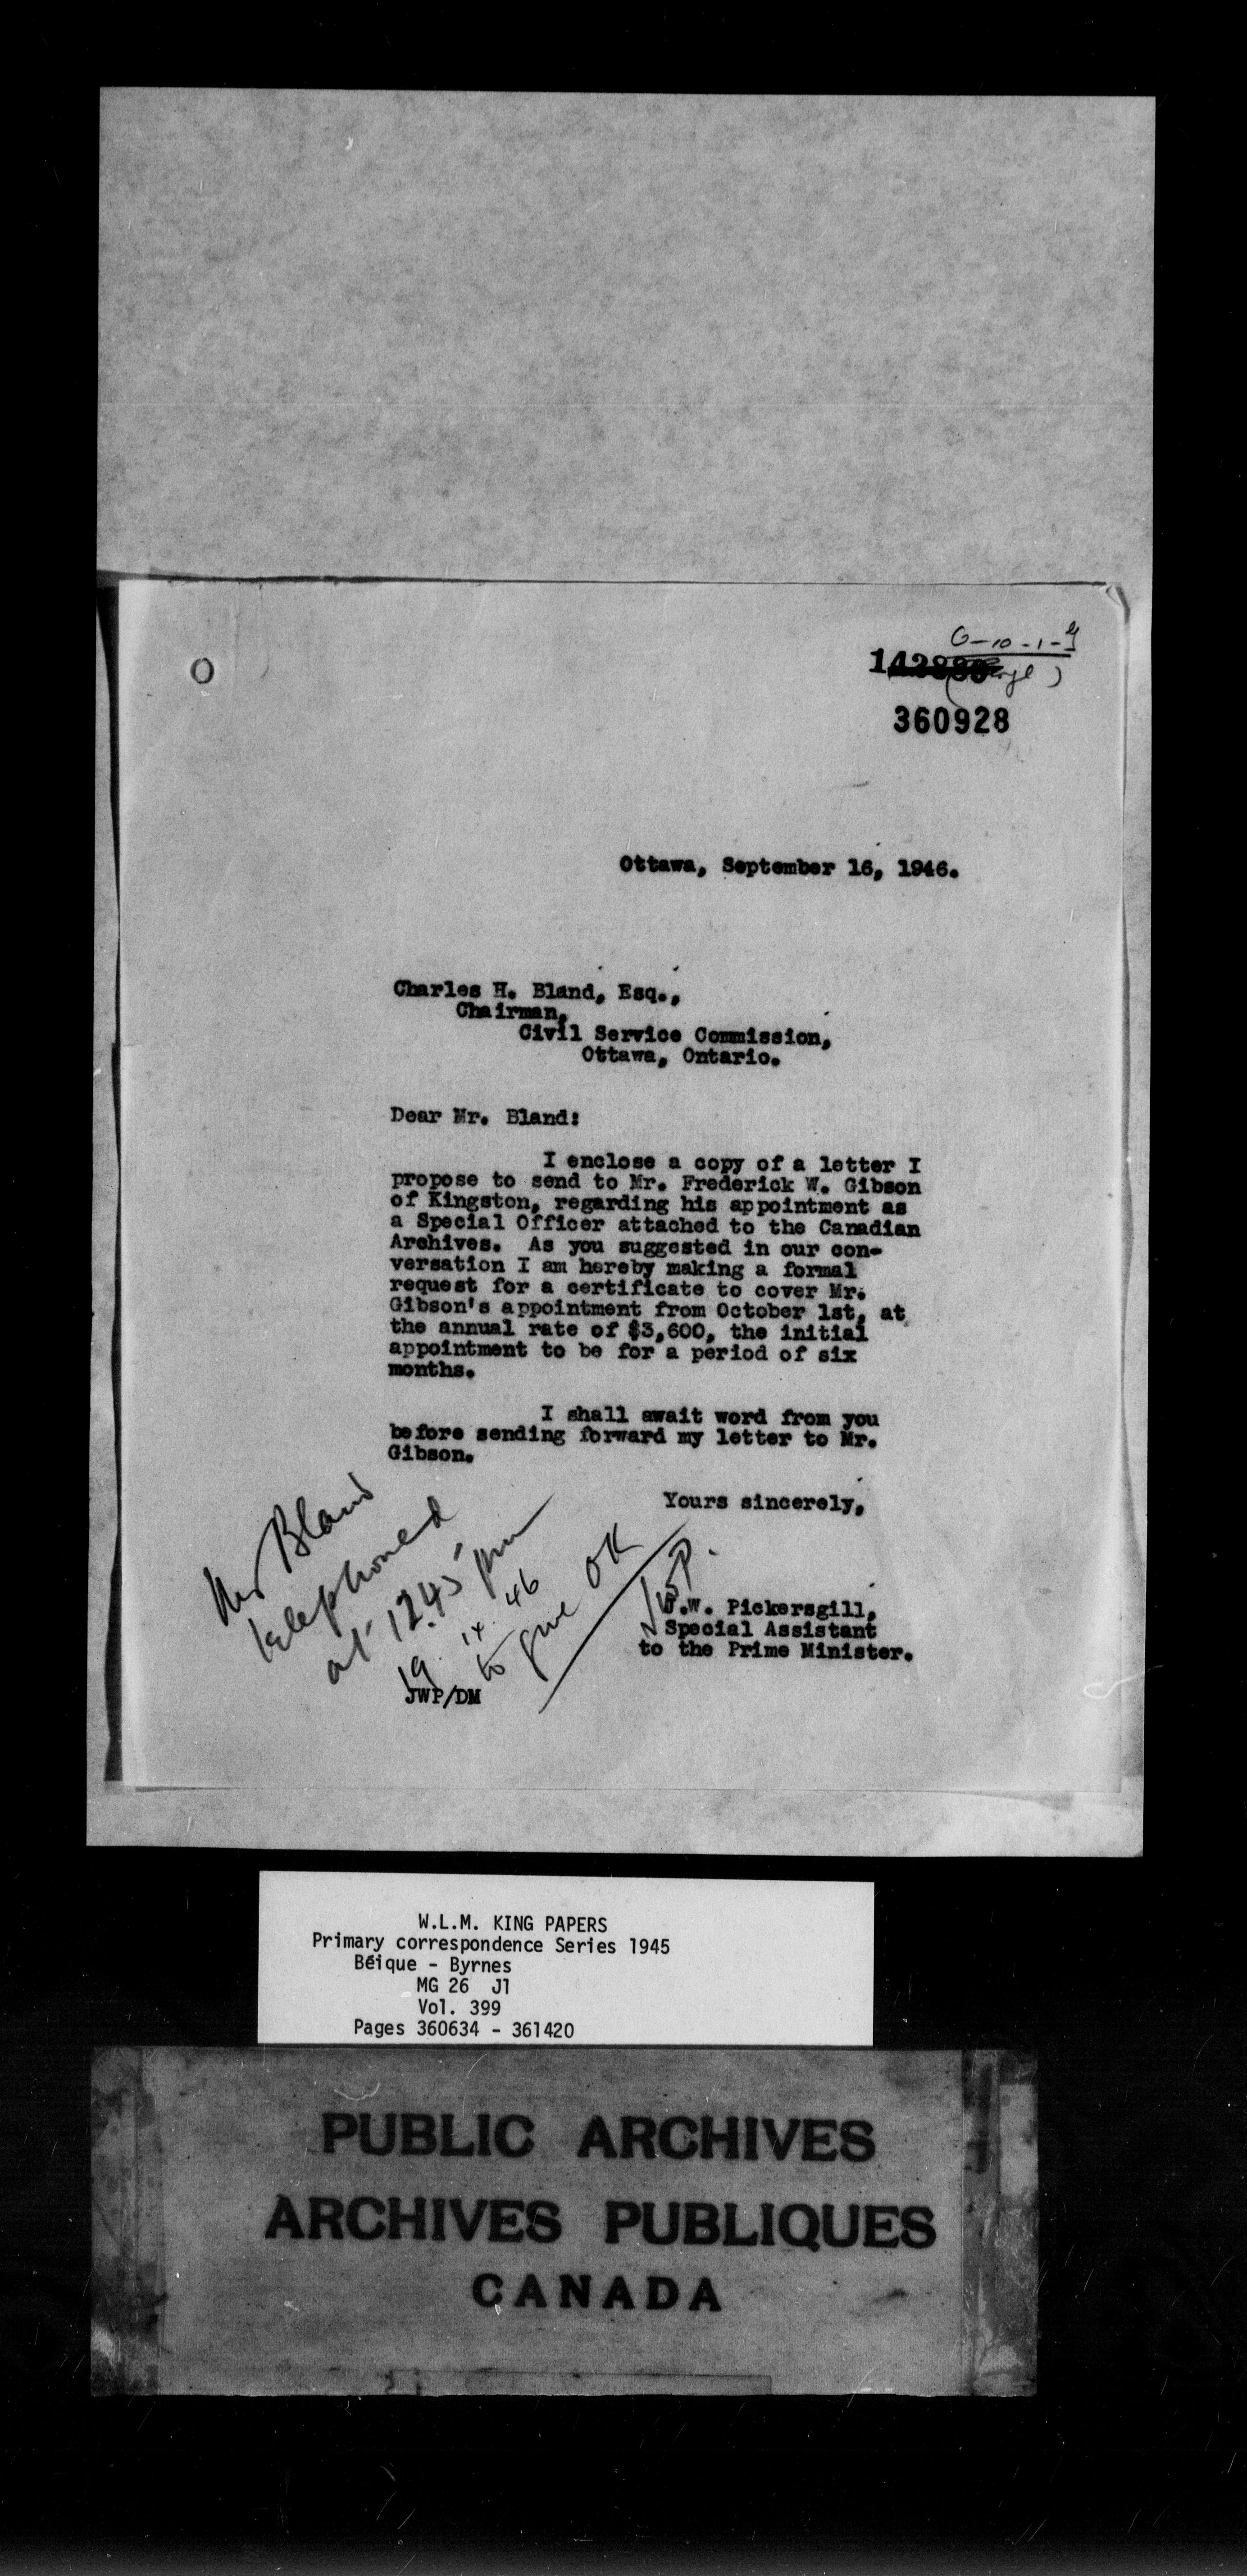 G-10-1-
142886
360928
Ottawa, September 16, 1946.
Charles H. Bland, Esq.,
Chairman,
Civil Service Commission,
Ottawa, Ontario.
Dear Mr. Bland:
I enclose a copy of a letter I
propose to send to Mr. Frederick W. Gibson
of Kingston, regarding his appointment as
a Special Officer attached to the Canadian
Archives. As you suggested in our con-
versation I am hereby making a formal
request for a certificate to cover Mr.
Gibson's appointment from October 1st, at
the annual rate of $3,600, the initial
appointment to be for a period of six
months.
I shall await word from you
before sending forward my letter to Mr.
Gibson.
Yours sincerely,
J.W.P.
J.W. Pickersgill,
Special Assistant
to the Prime Minister.
Mr Bland
telephoned
at 12.45 pm
19. 46
to give OK
JWP/DM
W.L.M. KING PAPERS
Primary correspondence Series 1945
Béique - Byrnes
MG 26 J1
Vol. 399
Pages 360634 - 361420
PUBLIC ARCHIVES
ARCHIVES PUBLIQUES
CANADA